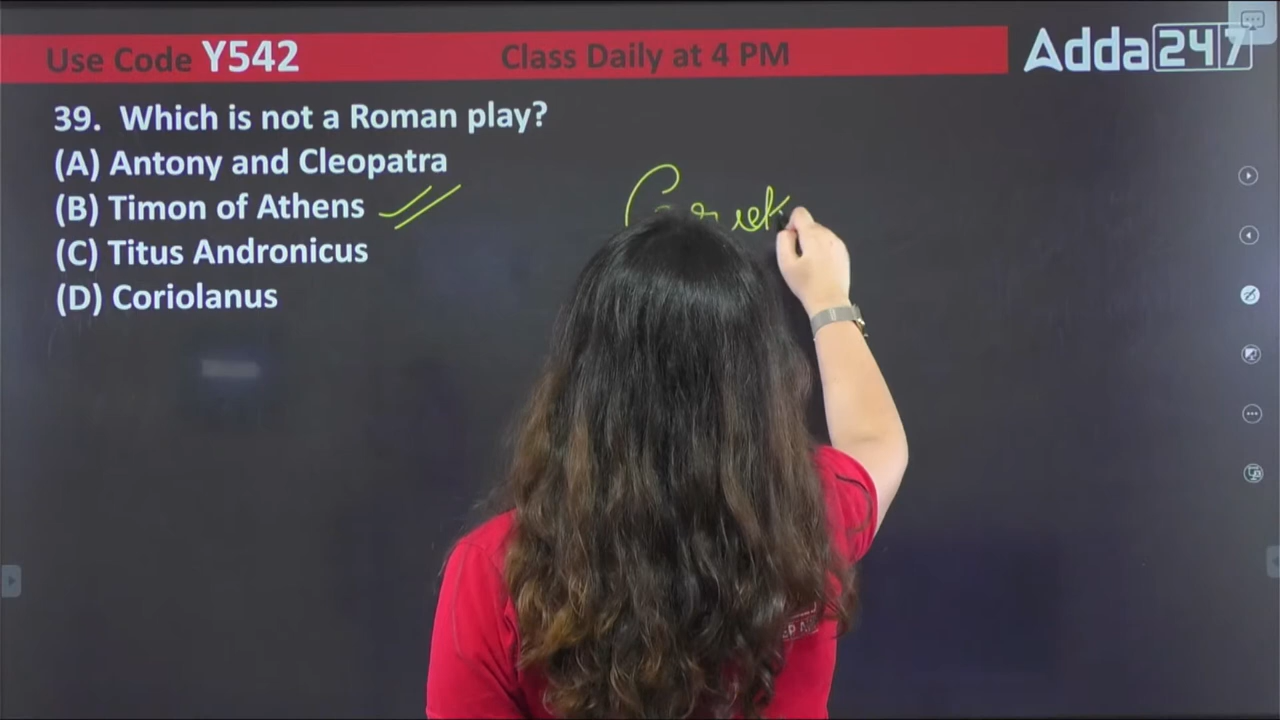 Use Code Y542 Class Daily at 4 PM Adda247
39. Which is not a Roman play?
(A) Antony and Cleopatra
(B) Timon of Athens
(C) Titus Andronicus
(D) Coriolanus